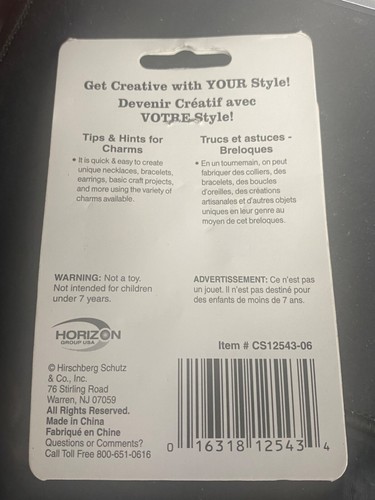 Get Creative with YOUR Style!
Devenir Créatif avec
VOTRE Style!
Tips & Hints for
Charms
• It is quick & easy to create
unique necklaces, bracelets,
earrings, basic craft projects,
and more using the variety of
charms available.
Trucs et astuces -
Breloques
• En un tournemain, on peut
fabriquer des colliers, des
bracelets, des boucles
d'oreilles, des créations
artisanales et d'autres objets
uniques en leur genre au
moyen de cet breloques.
WARNING: Not a toy.
Not intended for children
under 7 years.
ADVERTISSEMENT: Ce n'est pas
un jouet. Il n'est pas destiné pour
des enfants de moins de 7 ans.
HORIZON
GROUP USA
Item # CS12543-06
© Hirschberg Schutz
& Co., Inc.
76 Stirling Road
Warren, NJ 07059
All Rights Reserved.
Made in China
Fabriqué en Chine
Questions or Comments?
Call Toll Free 800-651-0616
0 16318 12543 4